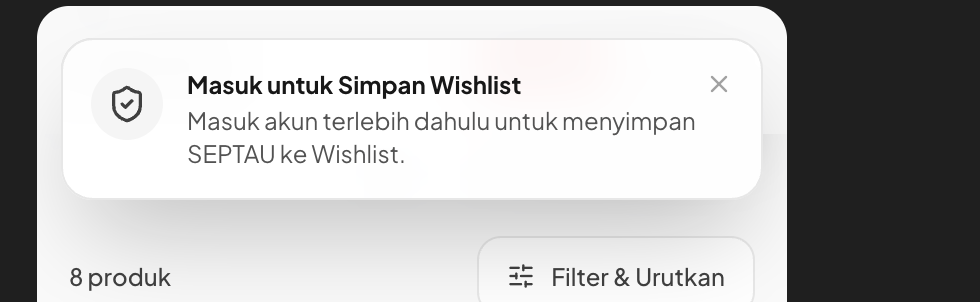 Masuk untuk Simpan Wishlist
Masuk akun terlebih dahulu untuk menyimpan
SEPTAU ke Wishlist.
8 produk
Filter & Urutkan